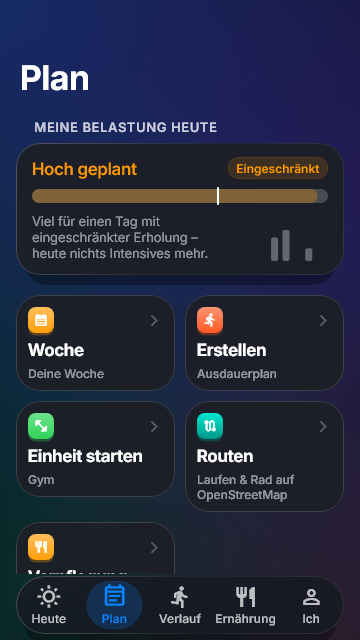 Plan
MEINE BELASTUNG HEUTE
Hoch geplant
Eingeschränkt
Viel für einen Tag mit
eingeschränkter Erholung –
heute nichts Intensives mehr.
Woche
Deine Woche
Erstellen
Ausdauerplan
Einheit starten
Gym
Routen
Laufen & Rad auf
OpenStreetMap
Heute
Plan
Verlauf
Ernährung
Ich